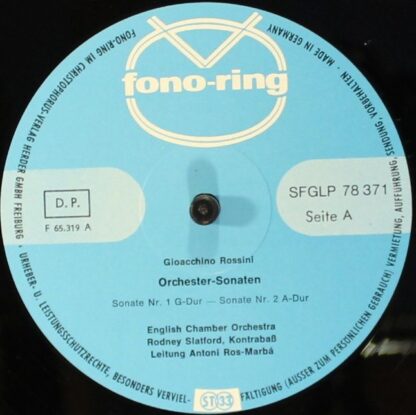 fono-ring
FONO-RING IM CHRISTOPHORUS-VERLAG HERDER GMBH FREIBURG · URHEBER- U. LEISTUNGSSCHUTZRECHTE, BESONDERS VERVIEL-
FÄLTIGUNG (AUSSER ZUM PERSÖNLICHEN GEBRAUCH) VERMIETUNG, AUFFÜHRUNG, SENDUNG, VORBEHALTEN · MADE IN GERMANY
D.P.
F 65.319 A
SFGLP 78 371
Seite A
Gioacchino Rossini
Orchester-Sonaten
Sonate Nr. 1 G-Dur — Sonate Nr. 2 A-Dur
English Chamber Orchestra
Rodney Slatford, Kontrabaß
Leitung Antoni Ros-Marbá
ST 33